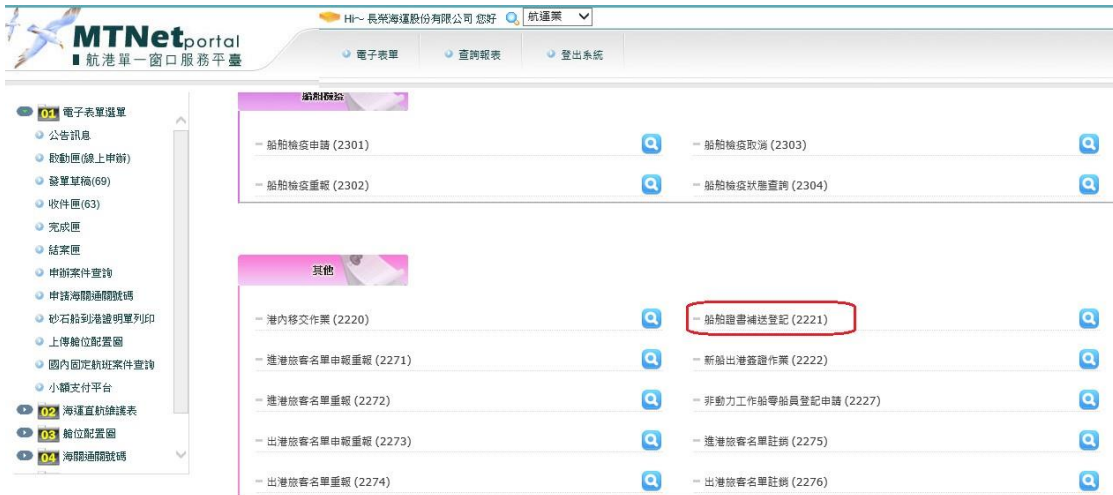 Hi～ 長榮海運股份有限公司 您好 航運業
MTNet portal
航港單一窗口服務平臺
電子表單 查詢報表 登出系統
01 電子表單選單
公告訊息
啟動匣(線上申辦)
發單草稿(69)
收件匣(63)
完成匣
結案匣
申辦案件查詢
申請海關通關號碼
砂石船到港證明單列印
上傳艙位配置圖
國內固定航班案件查詢
小額支付平台
02 海運直航維護表
03 艙位配置圖
04 海關通關號碼
船舶檢疫
船舶檢疫申請 (2301) 船舶檢疫取消 (2303)
船舶檢疫重報 (2302) 船舶檢疫狀態查詢 (2304)
其他
港內移交作業 (2220) 船舶證書補送登記 (2221)
進港旅客名單申報重報 (2271) 新船出港簽證作業 (2222)
進港旅客名單重報 (2272) 非動力工作船零船員登記申請 (2227)
出港旅客名單申報重報 (2273) 進港旅客名單註銷 (2275)
出港旅客名單重報 (2274) 出港旅客名單註銷 (2276)